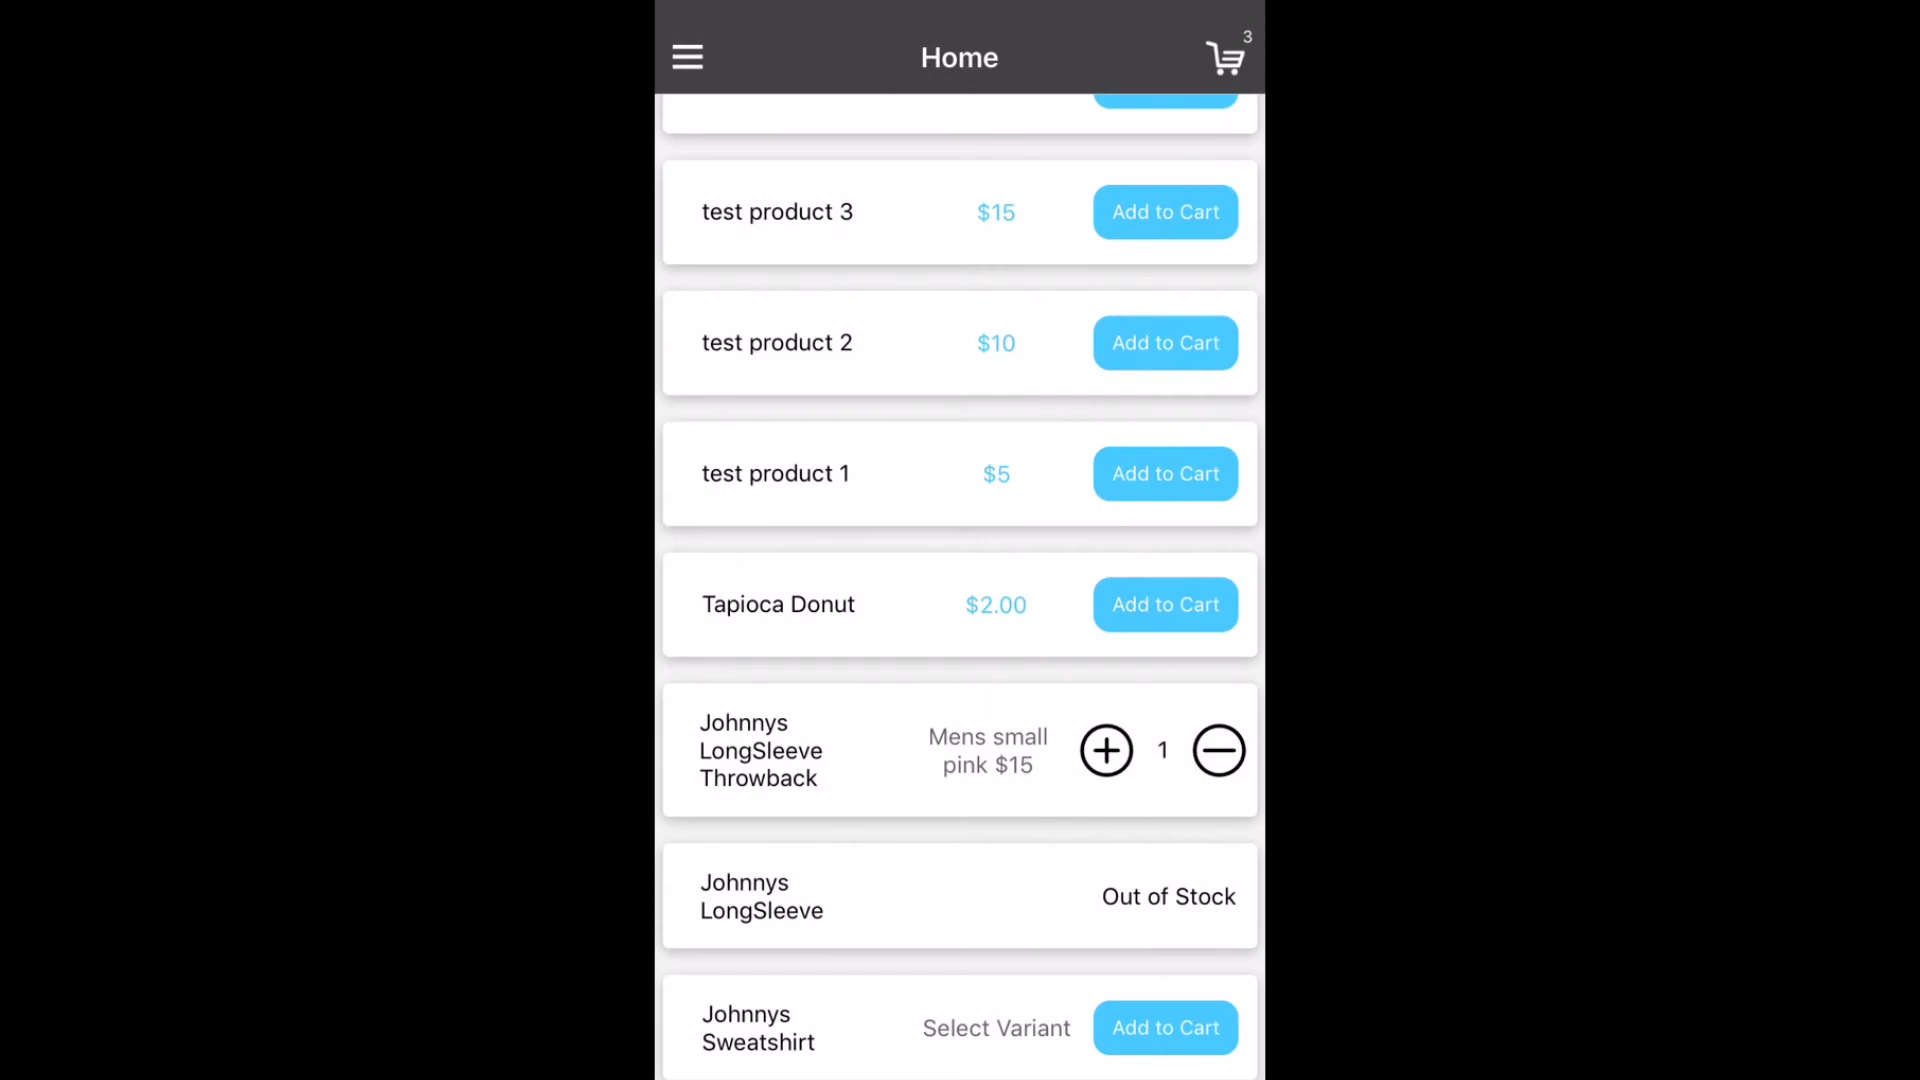 Home
3
test product 3
$15
Add to Cart
test product 2
$10
Add to Cart
test product 1
$5
Add to Cart
Tapioca Donut
$2.00
Add to Cart
Johnnys
LongSleeve
Throwback
Mens small
pink $15
1
Johnnys
LongSleeve
Out of Stock
Johnnys
Sweatshirt
Select Variant
Add to Cart